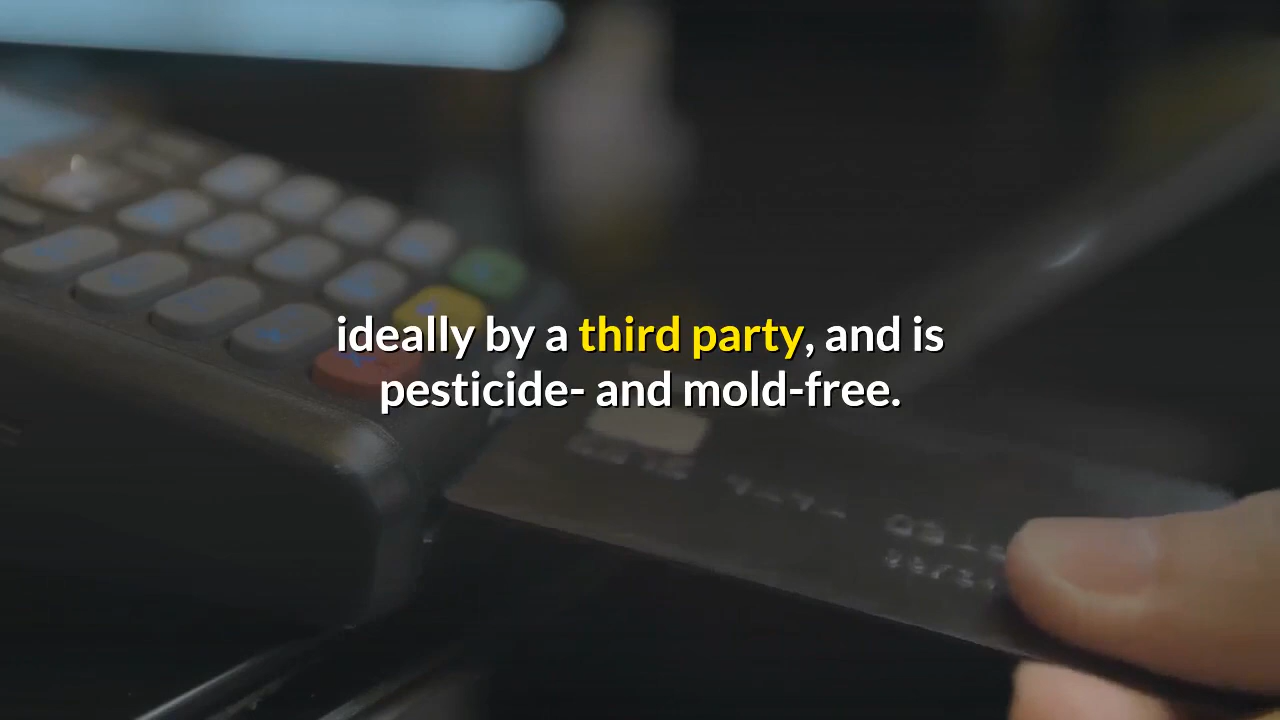 ideally by a third party, and is
pesticide- and mold-free.